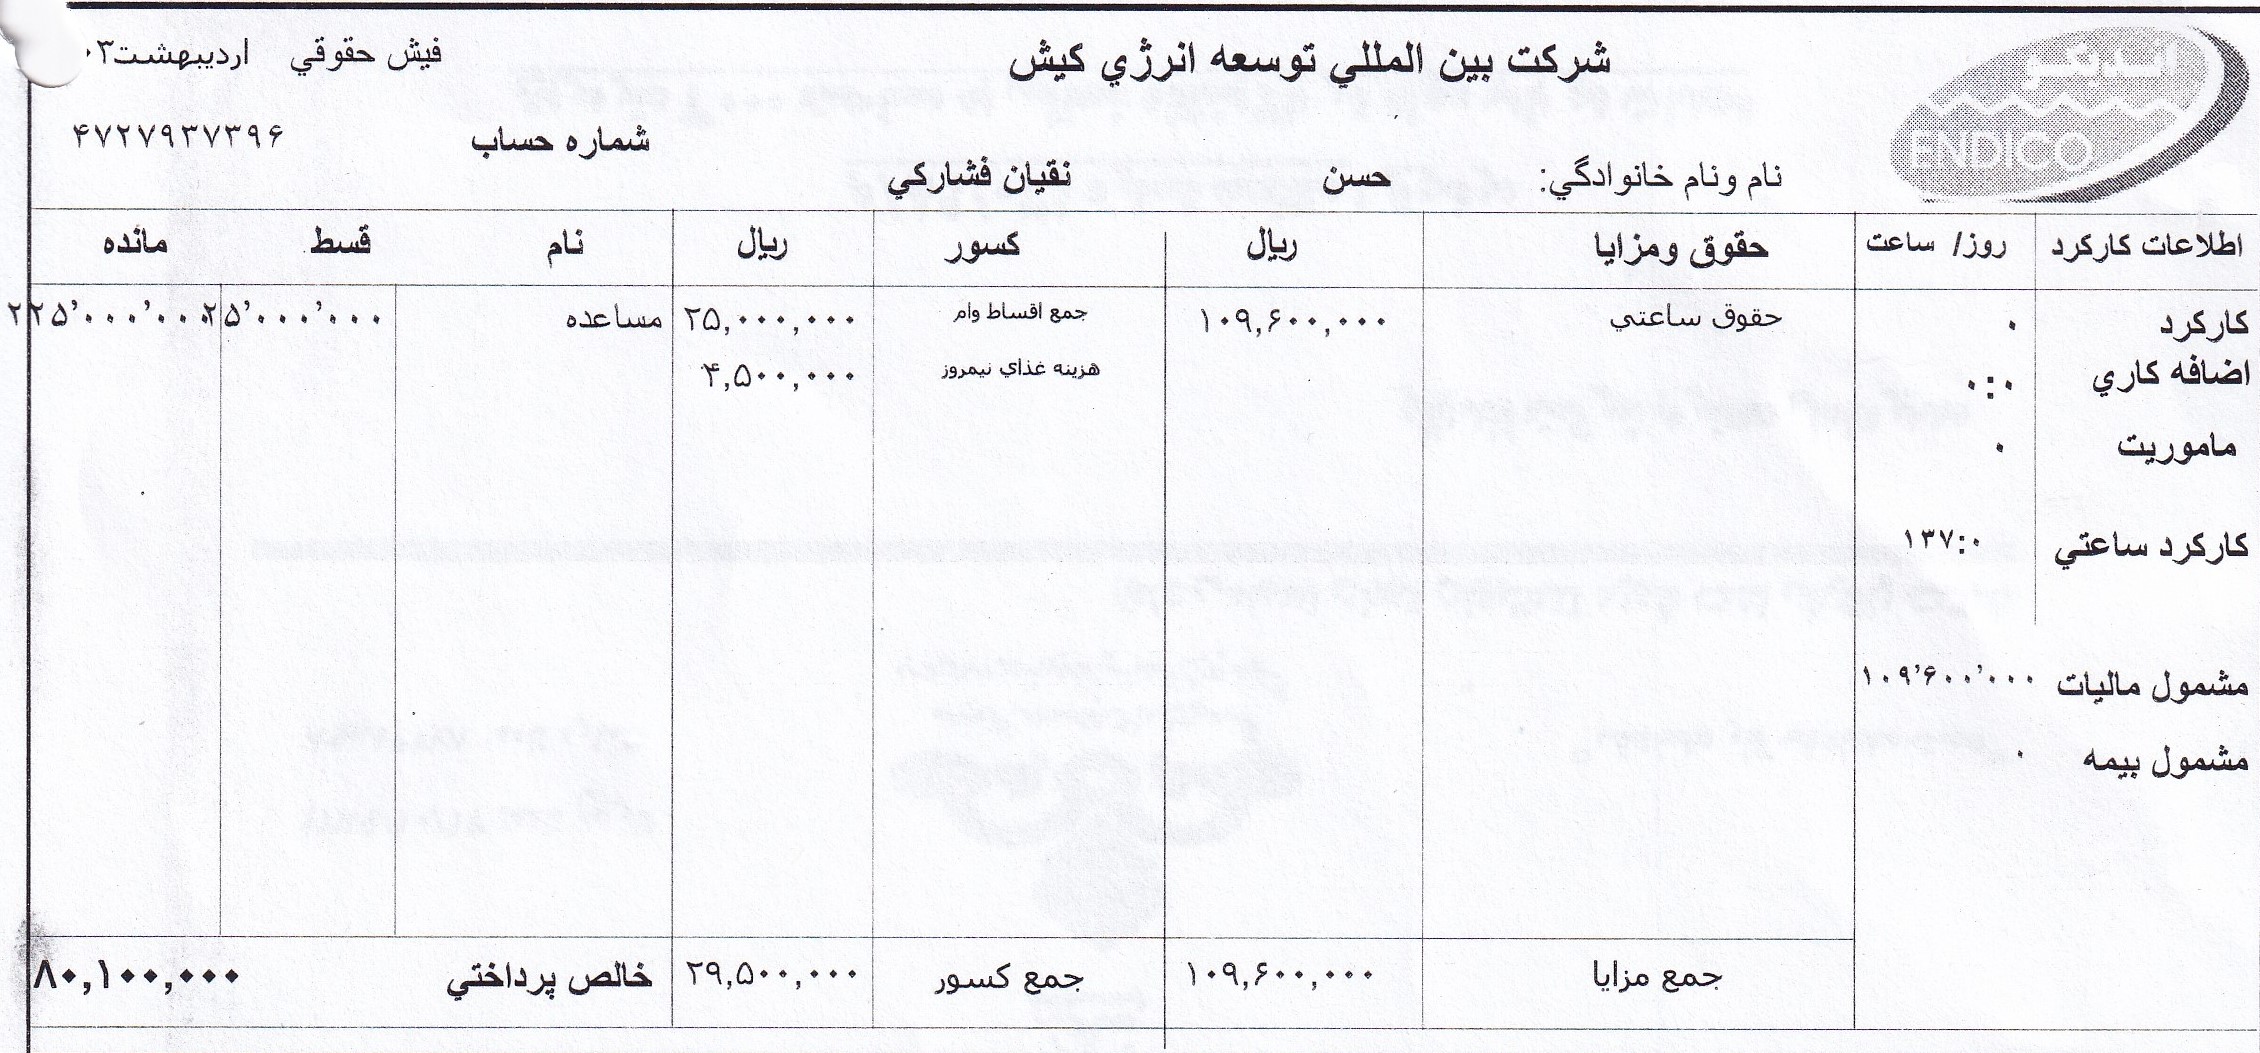 اندیکو
ENDICO
شركت بين المللي توسعه انرژي كيش
فيش حقوقي اردیبهشت۰۳
شماره حساب ۴۷۲۷۹۳۷۳۹۶
نام ونام خانوادگي: حسن نقيان فشاركي
اطلاعات كاركرد روز/ ساعت حقوق ومزايا ريال كسور ريال نام قسط مانده
كاركرد ۰ حقوق ساعتي ۱۰۹,۶۰۰,۰۰۰ جمع اقساط وام ۲۵,۰۰۰,۰۰۰ مساعده ۲۵٬۰۰۰٬۰۰۰ ۲۲۵٬۰۰۰٬۰۰۰
اضافه كاري ۰:۰ هزينه غذاي نيمروز ۴,۵۰۰,۰۰۰
ماموريت ۰
كاركرد ساعتي ۱۳۷:۰
مشمول ماليات ۱۰۹٬۶۰۰٬۰۰۰
مشمول بيمه ۰
جمع مزايا ۱۰۹,۶۰۰,۰۰۰ جمع كسور ۲۹,۵۰۰,۰۰۰ خالص پرداختي ۸۰,۱۰۰,۰۰۰